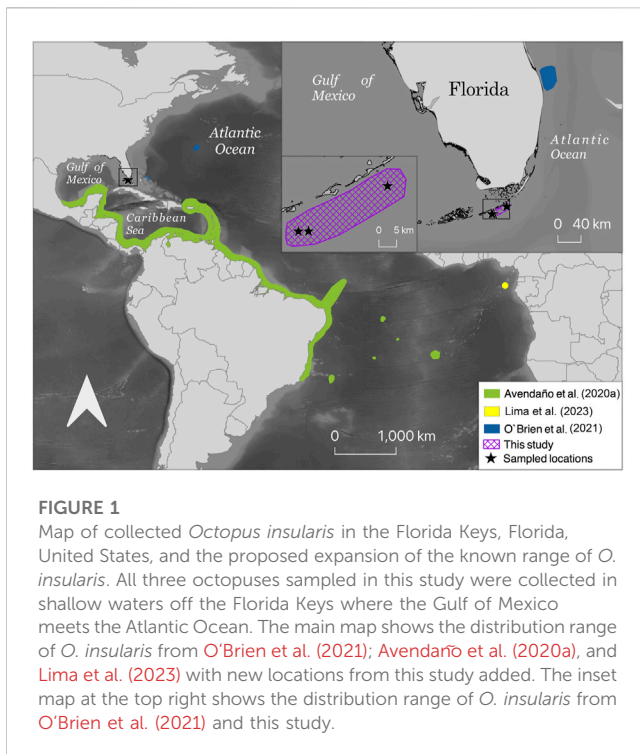 Gulf of
Mexico
Florida
Atlantic
Ocean
0 40 km
0 5 km
Atlantic
Ocean
Gulf of
Mexico
Caribbean
Sea
0 1,000 km
Avendaño et al. (2020a)
Lima et al. (2023)
O`Brien et al. (2021)
This study
Sampled locations
FIGURE 1
Map of collected Octopus insularis in the Florida Keys, Florida,
United States, and the proposed expansion of the known range of O.
insularis. All three octopuses sampled in this study were collected in
shallow waters off the Florida Keys where the Gulf of Mexico
meets the Atlantic Ocean. The main map shows the distribution range
of O. insularis from O'Brien et al. (2021); Avendano̅ et al. (2020a), and
Lima et al. (2023) with new locations from this study added. The inset
map at the top right shows the distribution range of O. insularis from
O'Brien et al. (2021) and this study.